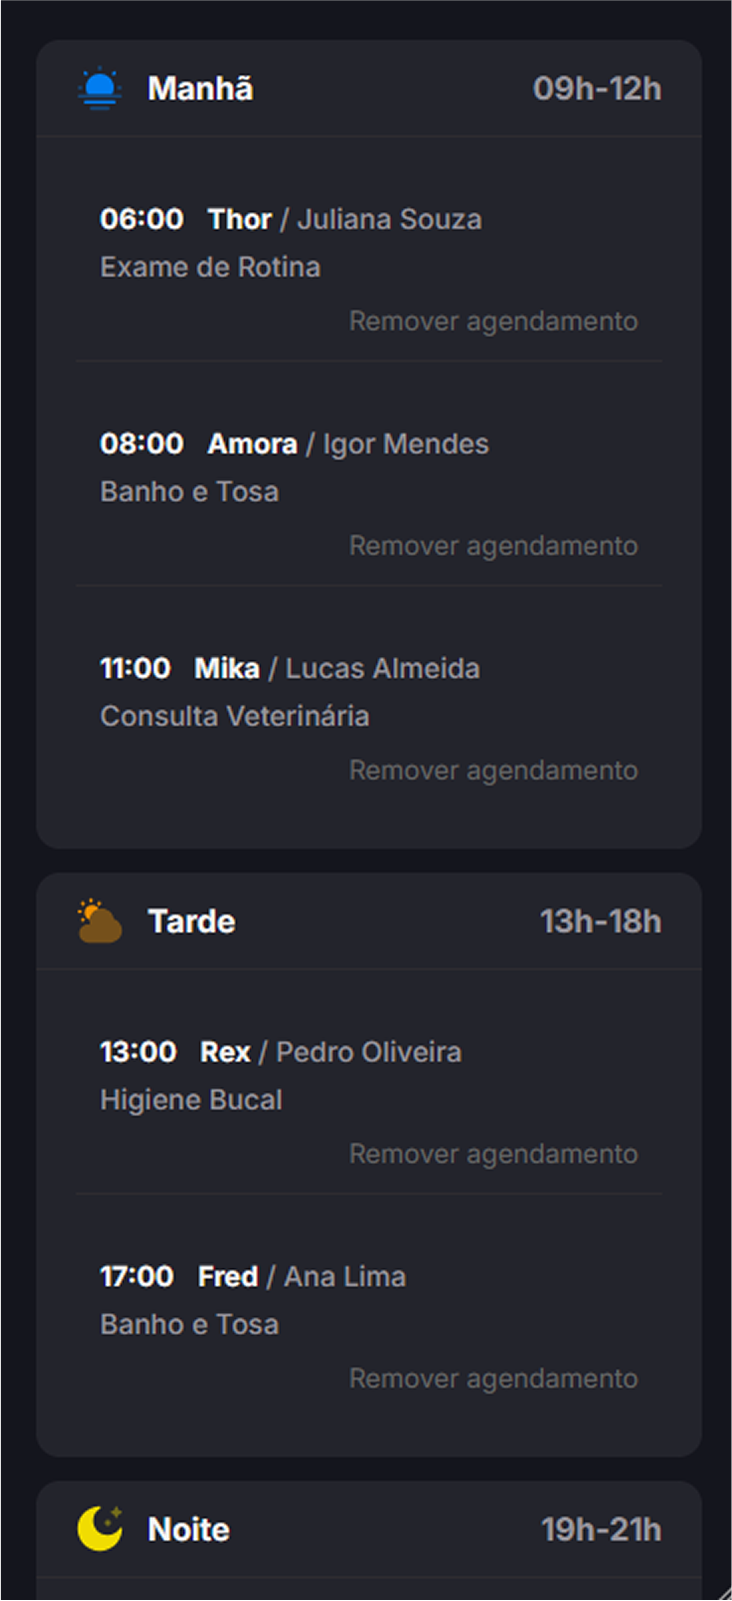 Manhã 09h-12h
06:00 Thor / Juliana Souza
Exame de Rotina
Remover agendamento
08:00 Amora / Igor Mendes
Banho e Tosa
Remover agendamento
11:00 Mika / Lucas Almeida
Consulta Veterinária
Remover agendamento
Tarde 13h-18h
13:00 Rex / Pedro Oliveira
Higiene Bucal
Remover agendamento
17:00 Fred / Ana Lima
Banho e Tosa
Remover agendamento
Noite 19h-21h